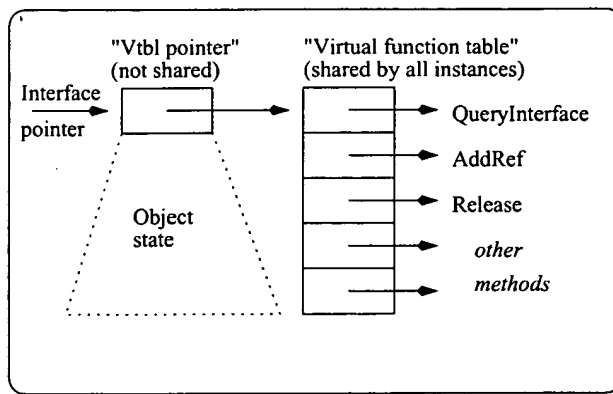 "Vtbl pointer"
(not shared)
"Virtual function table"
(shared by all instances)
Interface
pointer
QueryInterface
AddRef
Release
other
methods
Object
state